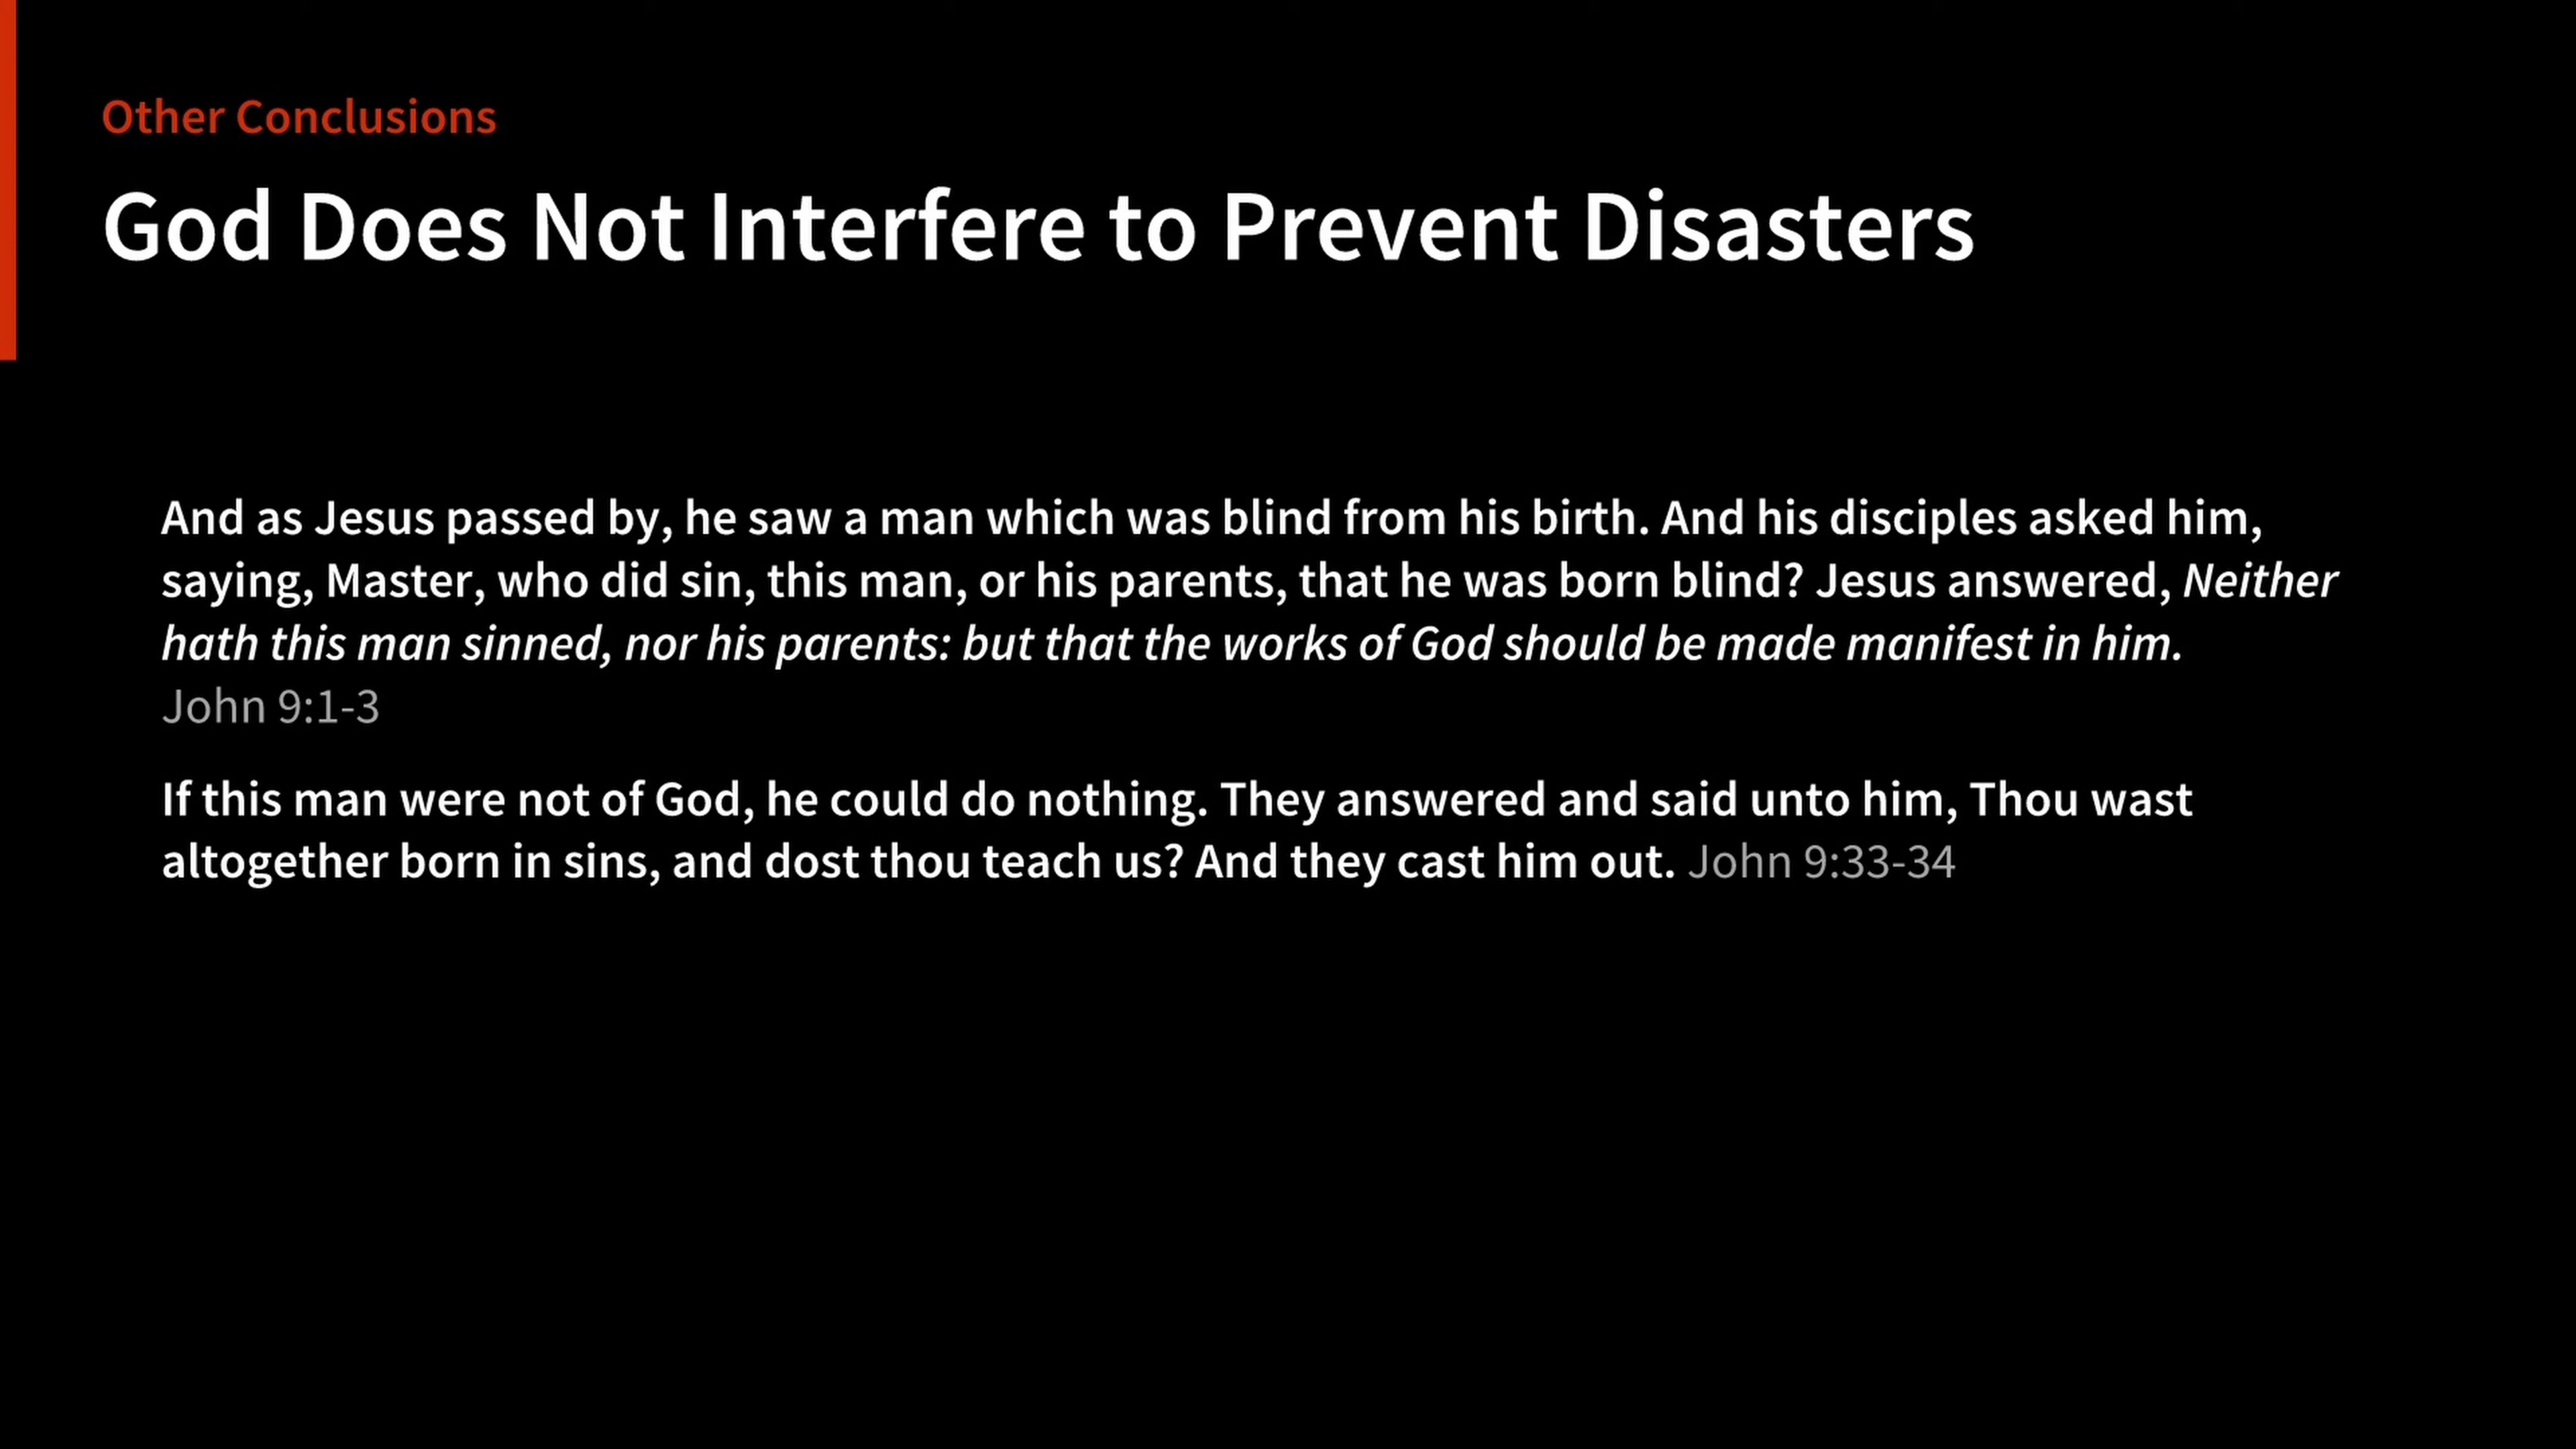 Other Conclusions
God Does Not Interfere to Prevent Disasters
And as Jesus passed by, he saw a man which was blind from his birth. And his disciples asked him,
saying, Master, who did sin, this man, or his parents, that he was born blind? Jesus answered, Neither
hath this man sinned, nor his parents: but that the works of God should be made manifest in him.
John 9:1-3
If this man were not of God, he could do nothing. They answered and said unto him, Thou wast
altogether born in sins, and dost thou teach us? And they cast him out. John 9:33-34